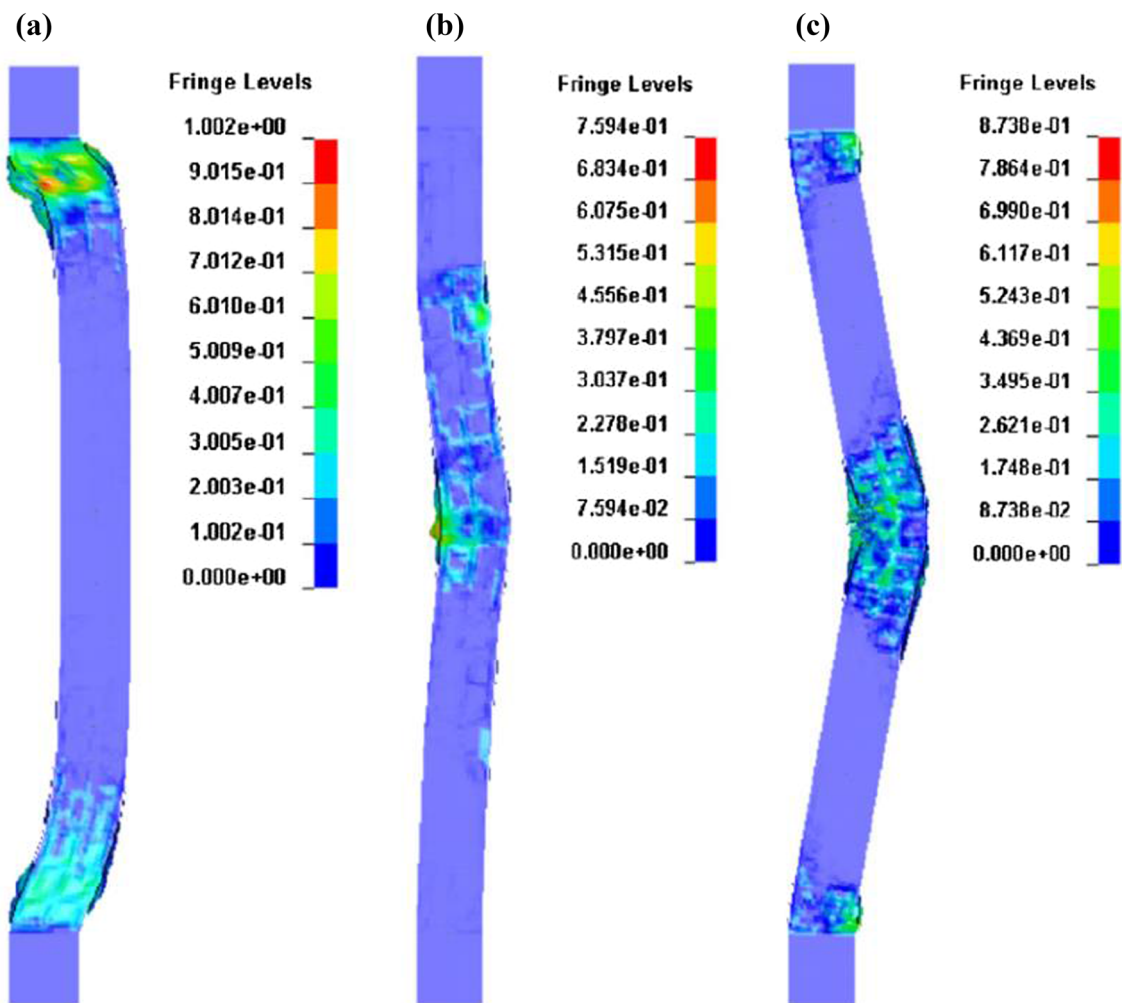 (a)
(b)
(c)
Fringe Levels
1.002e+00
9.015e-01
8.014e-01
7.012e-01
6.010e-01
5.009e-01
4.007e-01
3.005e-01
2.003e-01
1.002e-01
0.000e+00
Fringe Levels
7.594e-01
6.834e-01
6.075e-01
5.315e-01
4.556e-01
3.797e-01
3.037e-01
2.278e-01
1.519e-01
7.594e-02
0.000e+00
Fringe Levels
8.738e-01
7.864e-01
6.990e-01
6.117e-01
5.243e-01
4.369e-01
3.495e-01
2.621e-01
1.748e-01
8.738e-02
0.000e+00